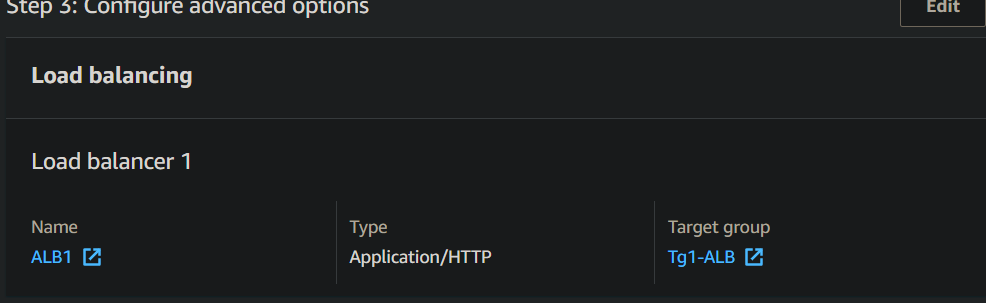 Step 3: Configure advanced options
Edit
Load balancing
Load balancer 1
Name
Type
Target group
ALB1
Application/HTTP
Tg1-ALB